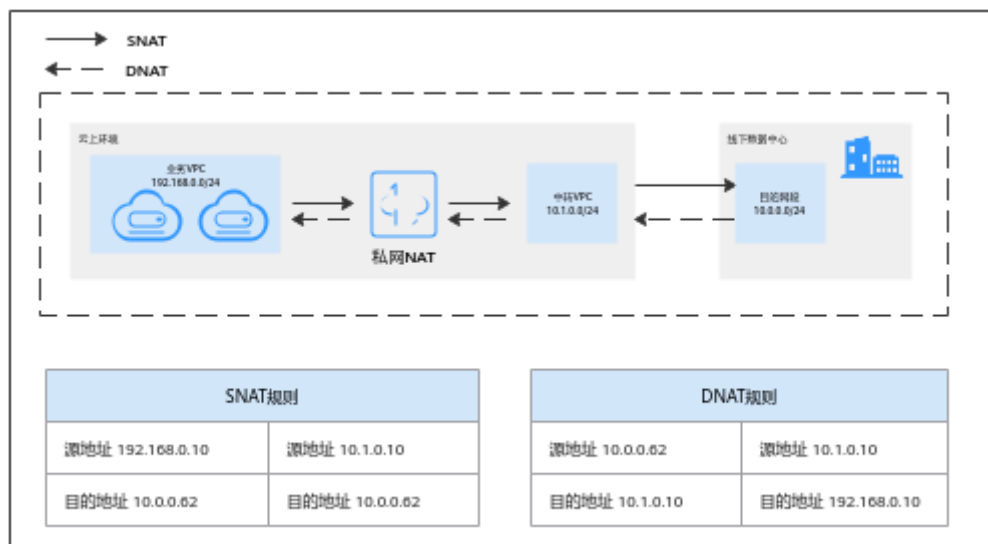 SNAT
DNAT
云上环境
线下数据中心
业务VPC
192.168.0.0/24
中转VPC
10.1.0.0/24
目的网段
10.0.0.0/24
私网NAT
SNAT规则
源地址 192.168.0.10
源地址 10.1.0.10
目的地址 10.0.0.62
目的地址 10.0.0.62
DNAT规则
源地址 10.0.0.62
源地址 10.1.0.10
目的地址 10.1.0.10
目的地址 192.168.0.10